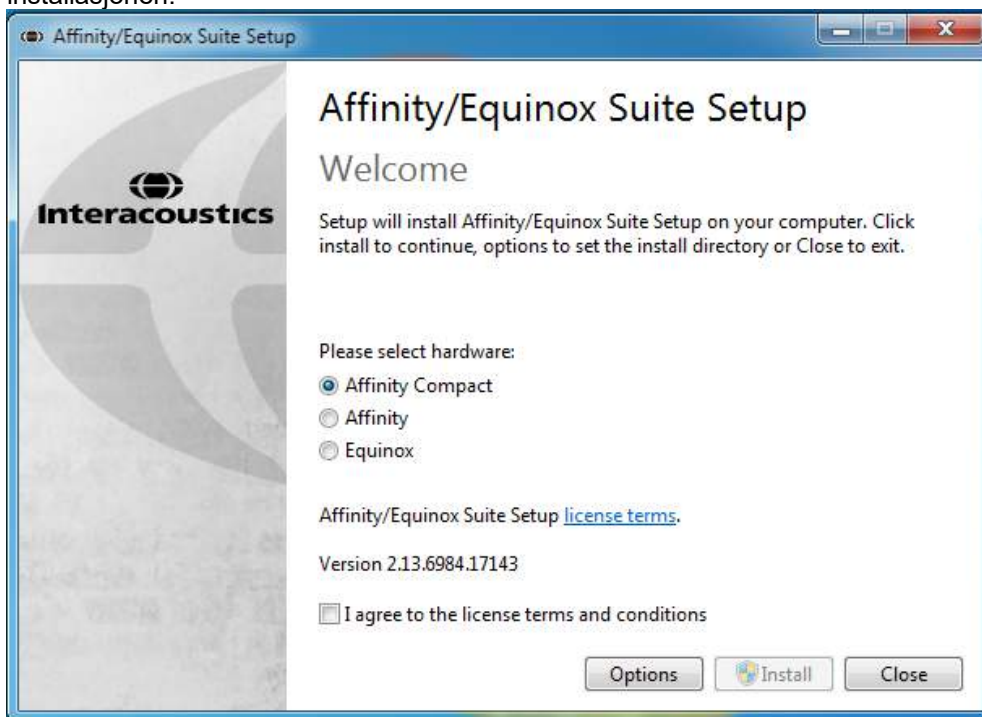 installasjonen.
Affinity/Equinox Suite Setup
Affinity/Equinox Suite Setup
Welcome
Interacoustics
Setup will install Affinity/Equinox Suite Setup on your computer. Click
install to continue, options to set the install directory or Close to exit.
Please select hardware:
Affinity Compact
Affinity
Equinox
Affinity/Equinox Suite Setup license terms.
Version 2.13.6984.17143
I agree to the license terms and conditions
Options
Install
Close